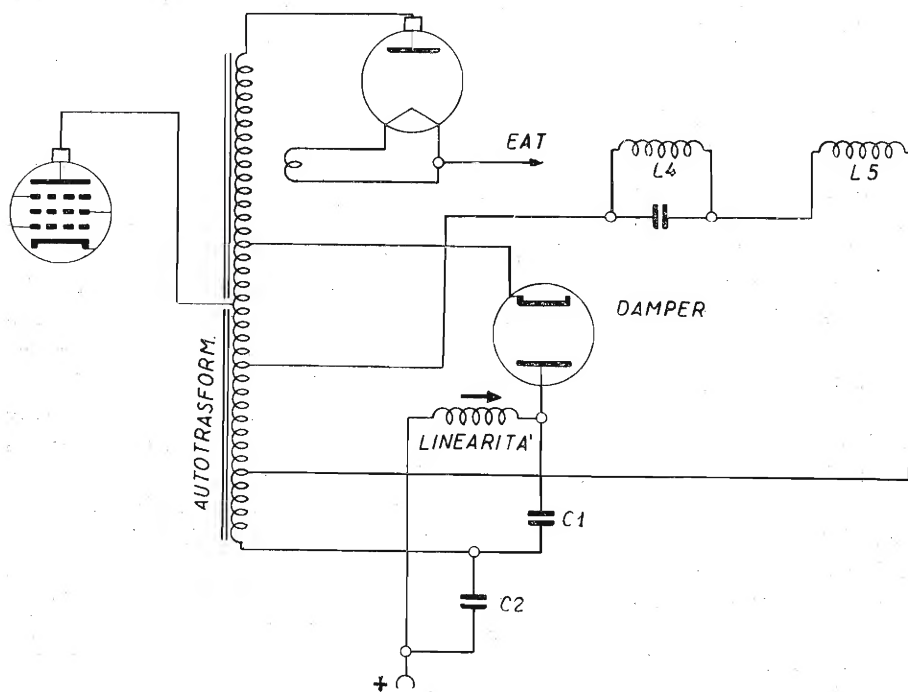 EAT
L4
L5
DAMPER
AUTOTRASFORM.
LINEARITA'
C1
C2
+